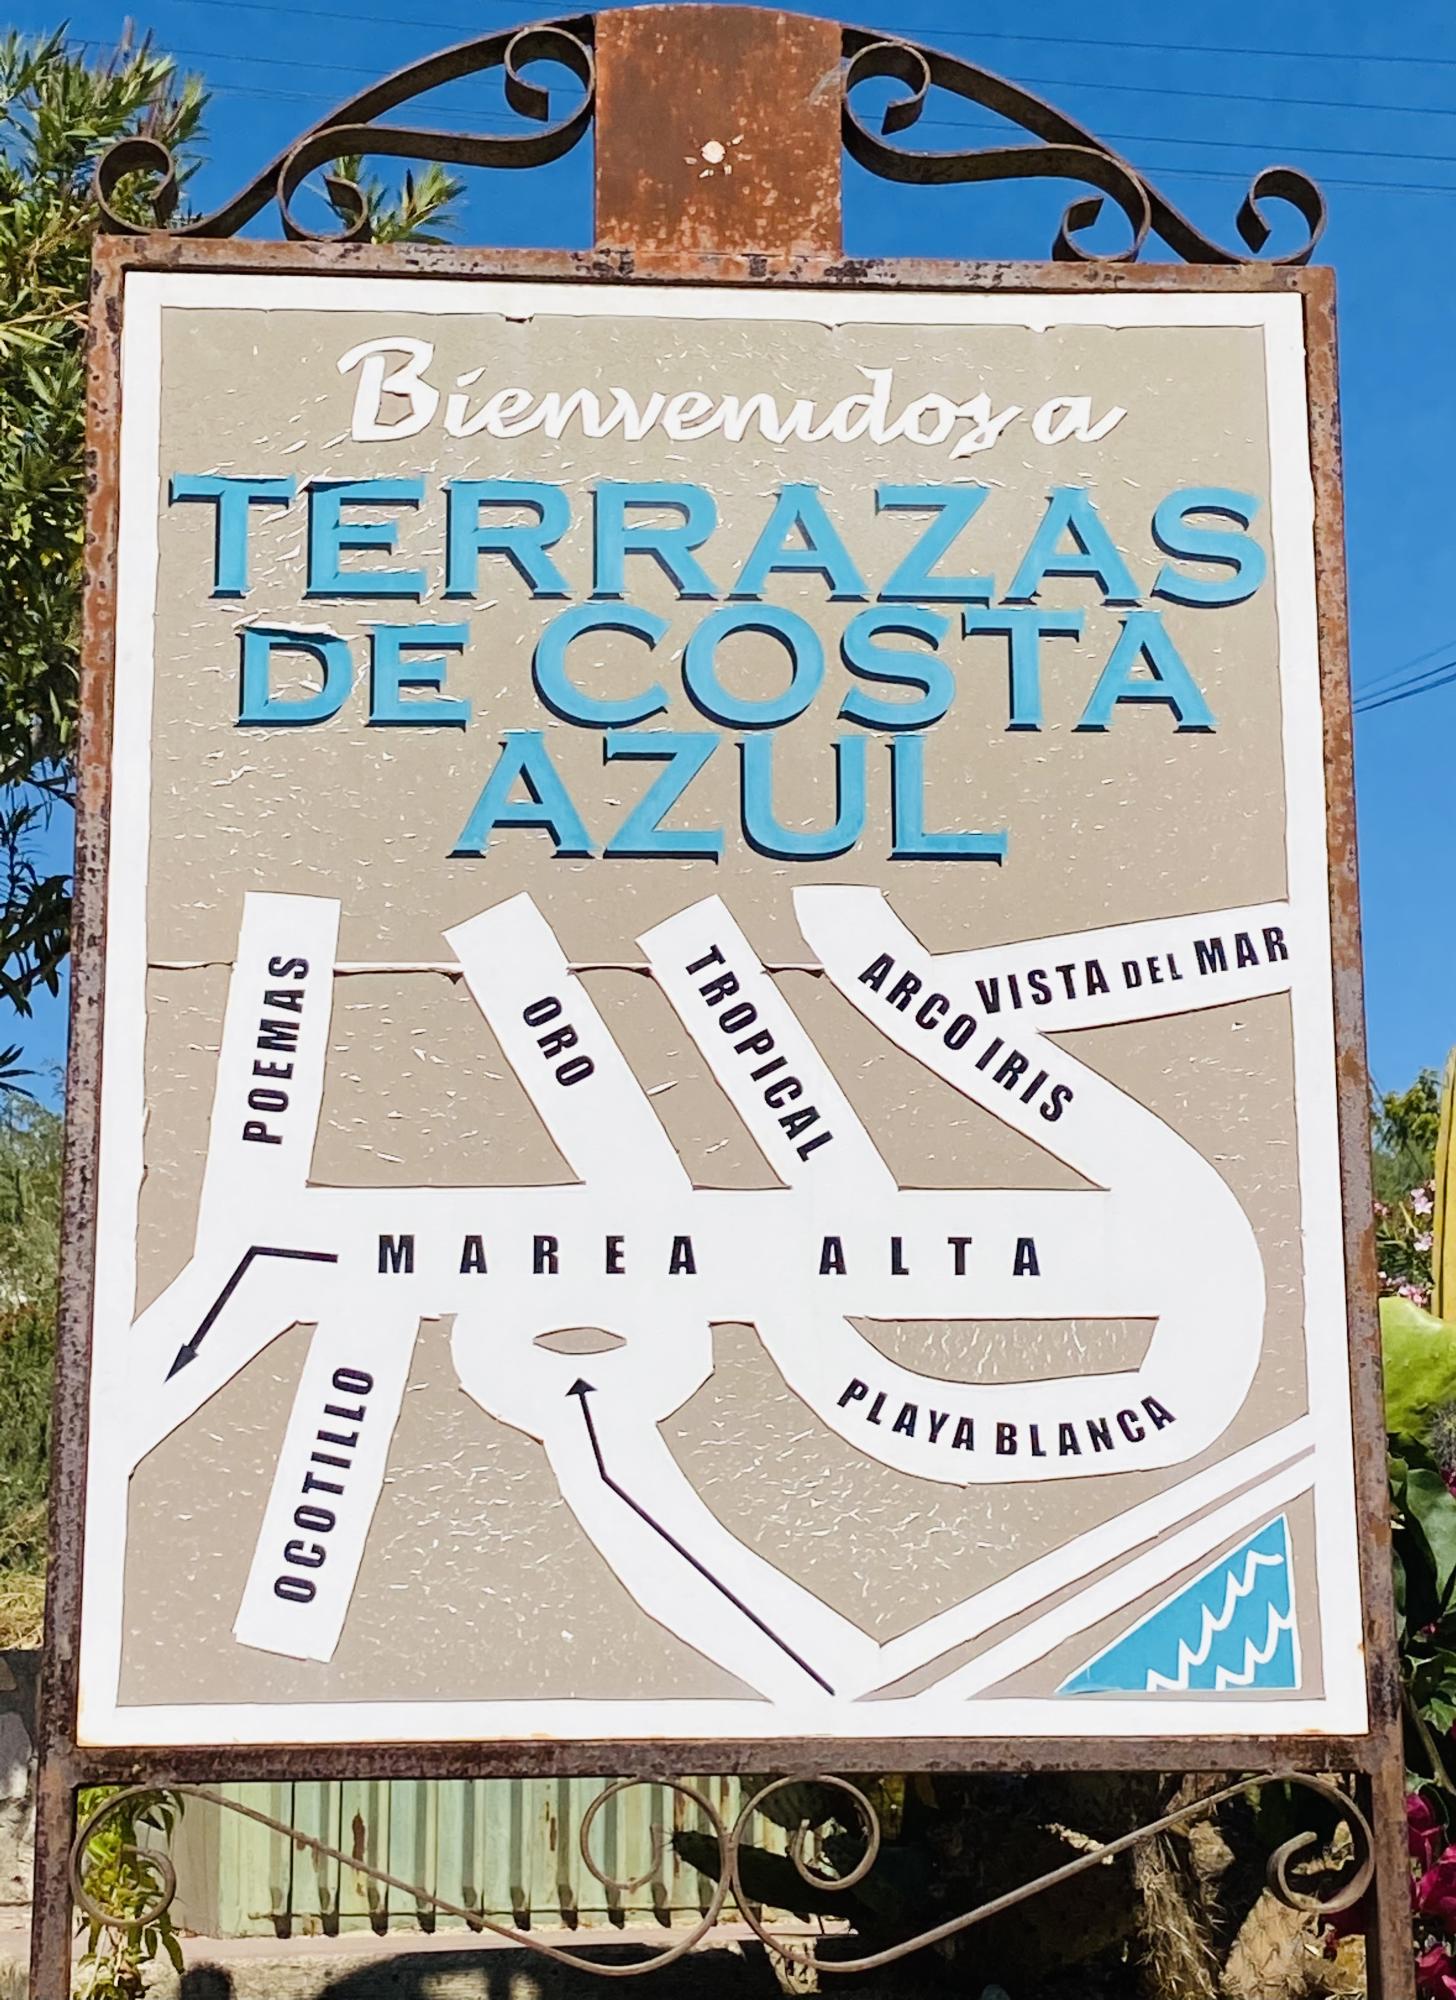 Bienvenidos a
TERRAZAS
DE COSTA
AZUL
POEMAS
ORO
TROPICAL
ARCO IRIS
VISTA DEL MAR
MAREA ALTA
OCOTILLO
PLAYA BLANCA